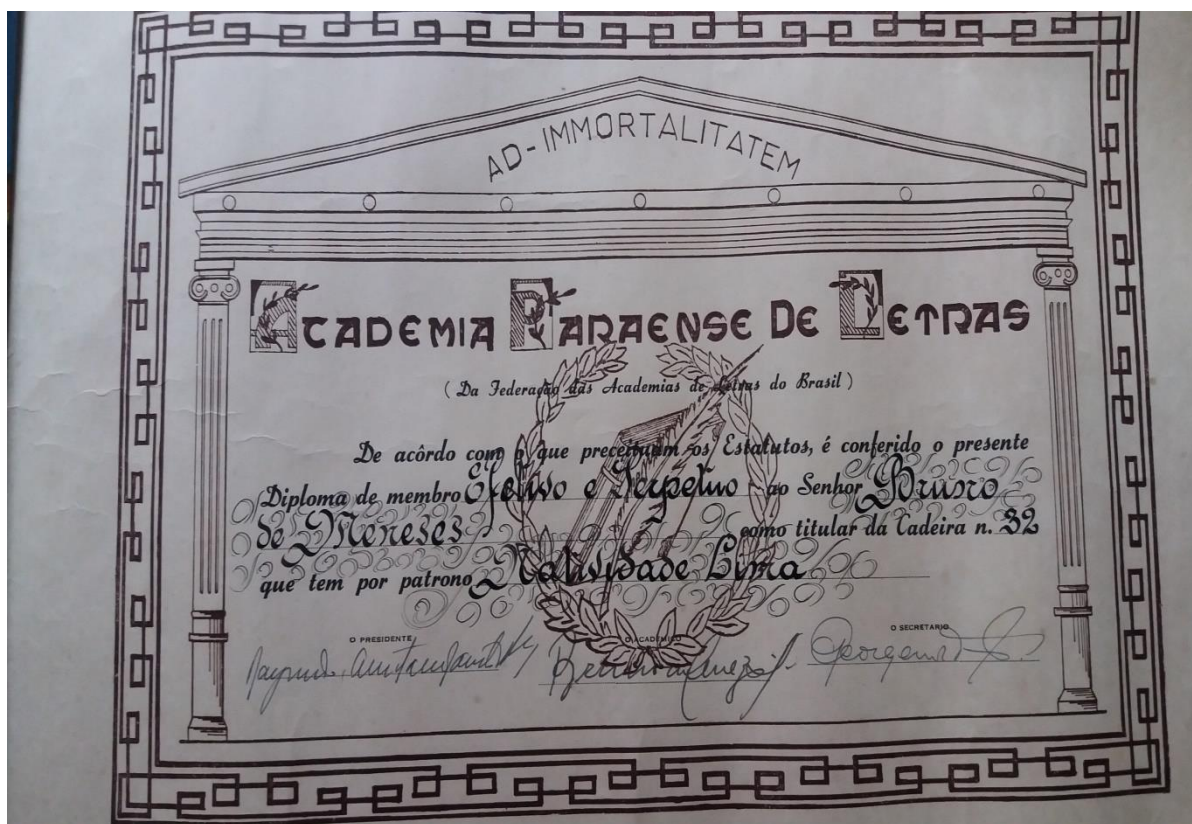 AD-IMMORTALITATEM
ACADEMIA PARAENSE DE LETRAS
( Da Federação das Academias de Letras do Brasil )
De acôrdo com o que preceituam os Estatutos, é conferido o presente
Diploma de membro Efetivo e Perpetuo ao Senhor Bruno
de Meneses como titular da Cadeira n. 32
que tem por patrono Natividade Lima
O PRESIDENTE O ACADÊMICO O SECRETARIO